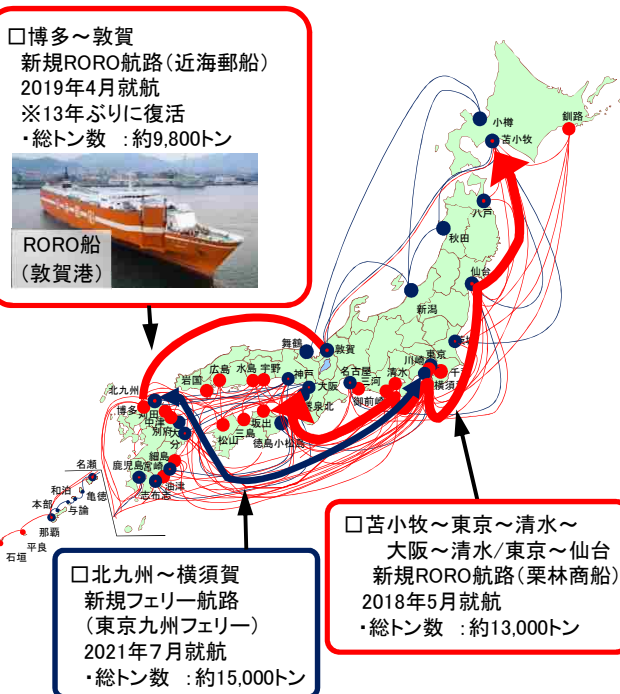 □博多～敦賀
新規RORO航路(近海郵船)
2019年4月就航
※13年ぶりに復活
・総トン数 :約9,800トン
RORO船
(敦賀港)
小樽
釧路
苫小牧
八戸
秋田
仙台
新潟
舞鶴
敦賀
東京
川崎
千
横須
名古屋
清水
三河
御前崎
神戸
大阪
泉北
広島
水島
宇野
岩国
北九州
博多
苅田
中津
別府
大分
坂出
三島
松山
徳島小松島
細島
鹿児島
宮崎
油津
志布志
名瀬
和泊
亀徳
本部
与論
那覇
平良
石垣
□北九州～横須賀
新規フェリー航路
(東京九州フェリー)
2021年7月就航
・総トン数 :約15,000トン
□苫小牧～東京～清水～
大阪～清水/東京～仙台
新規RORO航路(栗林商船)
2018年5月就航
・総トン数 :約13,000トン